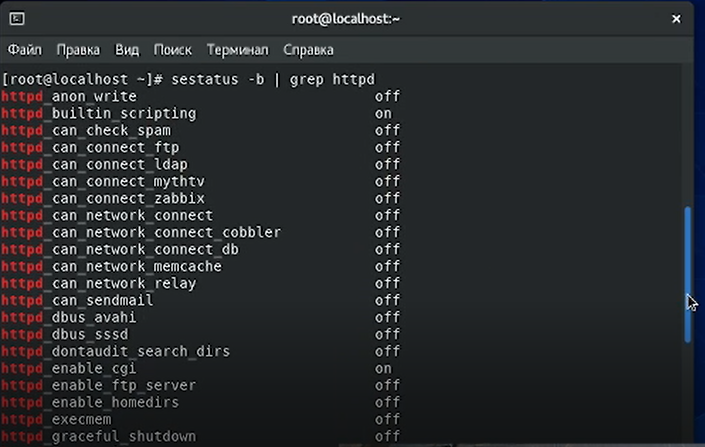 root@localhost:~
Файл Правка Вид Поиск Терминал Справка
[root@localhost ~]# sestatus -b | grep httpd
httpd_anon_write off
httpd_builtin_scripting on
httpd_can_check_spam off
httpd_can_connect_ftp off
httpd_can_connect_ldap off
httpd_can_connect_mythtv off
httpd_can_connect_zabbix off
httpd_can_network_connect off
httpd_can_network_connect_cobbler off
httpd_can_network_connect_db off
httpd_can_network_memcache off
httpd_can_network_relay off
httpd_can_sendmail off
httpd_dbus_avahi off
httpd_dbus_sssd off
httpd_dontaudit_search_dirs off
httpd_enable_cgi on
httpd_enable_ftp_server off
httpd_enable_homedirs off
httpd_execmem off
httpd_graceful_shutdown off